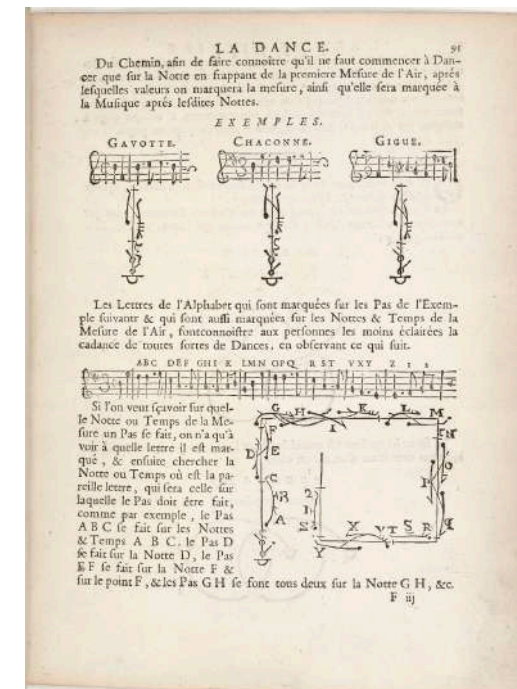 LA DANCE. 91
Du Chemin, afin de faire connoître qu'il ne faut commencer à Dan-
cer que sur la Notte en frappant de la premiere Mesure de l'Air, aprés
lesquelles valeurs on marquera la mesure, ainsi qu'elle sera marquée à
la Musique aprés lesdites Nottes.
EXEMPLES.
GAVOTTE. CHACONNE. GIGUE.
Les Lettres de l'Alphabet qui sont marquées sur les Pas de l'Exem-
ple suivante & qui sont aussi marquées sur les Nottes & Temps de la
Mesure de l'Air, fontconnoistre aux personnes les moins éclairées la
cadance de toutes sortes de Dances, en observant ce qui suit.
ABC DEF GHI K LMN OPQ R ST VXY Z 1 2
Si l'on veut sçavoir sur quel-
le Notte ou Temps de la Me-
sure un Pas se fait, on n'a qu'à
voir à quelle lettre il est mar-
qué, & ensuite chercher la
Notte ou Temps où est la pa-
reille lettre, qui sera celle sur
laquelle le Pas doit être fait,
comme par exemple, le Pas
A B C se fait sur les Nottes
& Temps A B C. le Pas D
se fait sur la Notte D, le Pas
E F se fait sur la Notte F &
sur le point F, & les Pas G H se font tous deux sur la Notte G H, &c.
F iij
G H I K L M
F E D C B A
N O P Q
R S T V X Y
Z 1 2